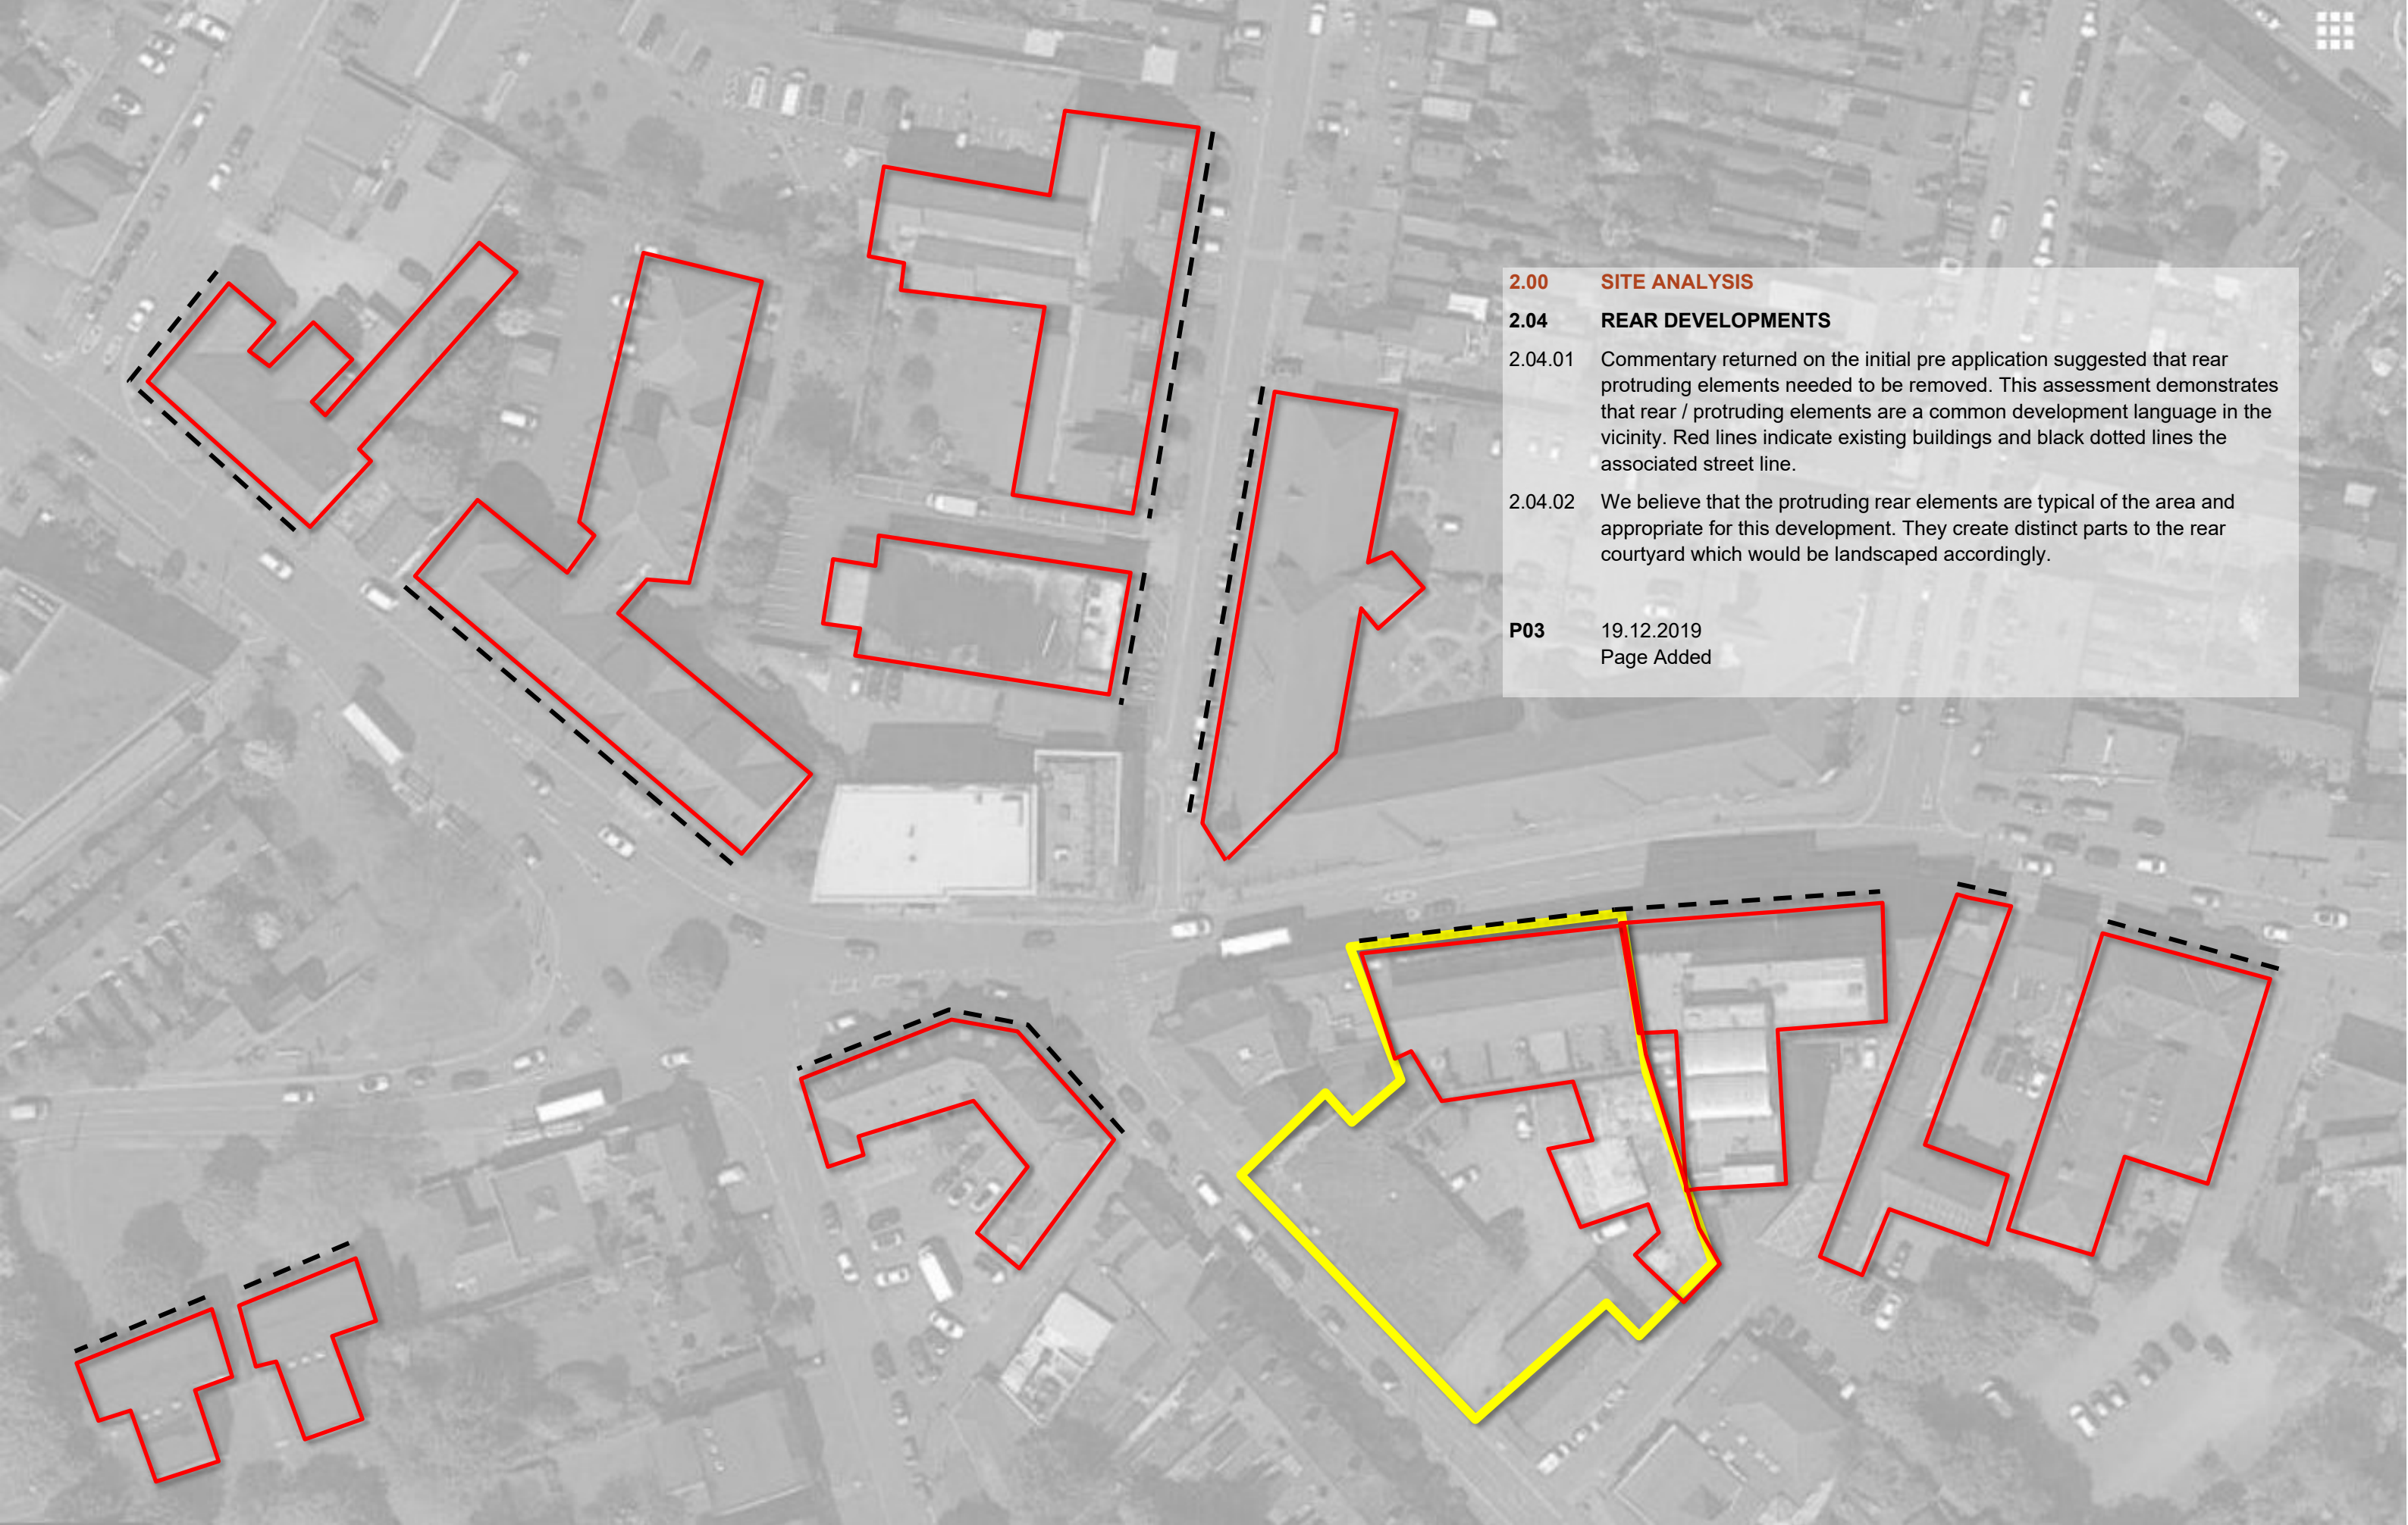 2.00 SITE ANALYSIS
2.04 REAR DEVELOPMENTS
2.04.01 Commentary returned on the initial pre application suggested that rear
protruding elements needed to be removed. This assessment demonstrates
that rear / protruding elements are a common development language in the
vicinity. Red lines indicate existing buildings and black dotted lines the
associated street line.
2.04.02 We believe that the protruding rear elements are typical of the area and
appropriate for this development. They create distinct parts to the rear
courtyard which would be landscaped accordingly.
P03 19.12.2019
Page Added